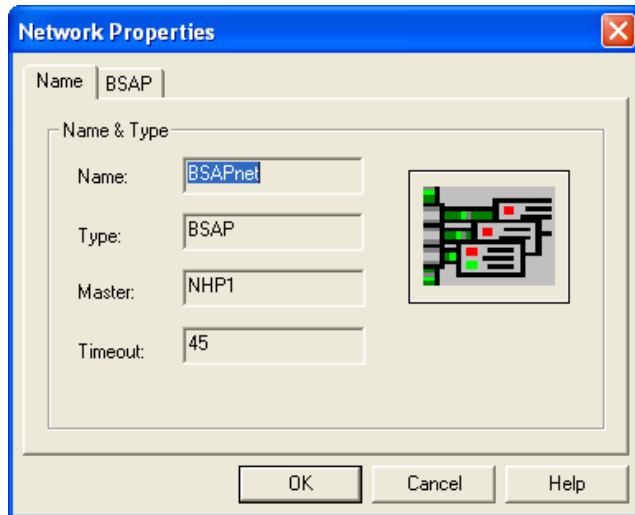 Network Properties
Name BSAP
Name & Type
Name: BSAPnet
Type: BSAP
Master: NHP1
Timeout: 45
OK Cancel Help